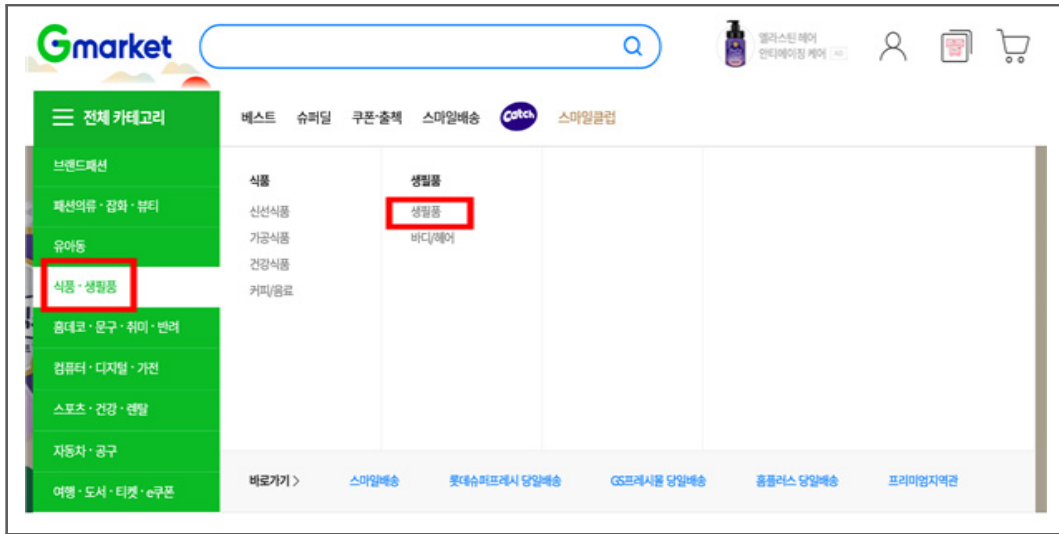 Gmarket
엘라스틴 헤어
안티에이징 케어 AD
전체 카테고리
베스트 슈퍼딜 쿠폰·출첵 스마일배송 Catch 스마일클럽
브랜드패션
패션의류·잡화·뷰티
유아동
식품·생필품
홈데코·문구·취미·반려
컴퓨터·디지털·가전
스포츠·건강·렌탈
자동차·공구
여행·도서·티켓·e쿠폰
식품
신선식품
가공식품
건강식품
커피/음료
생필품
생필품
바디/헤어
바로가기 > 스마일배송 롯데슈퍼프레시 당일배송 GS프레시몰 당일배송 홈플러스 당일배송 프리미엄지역관